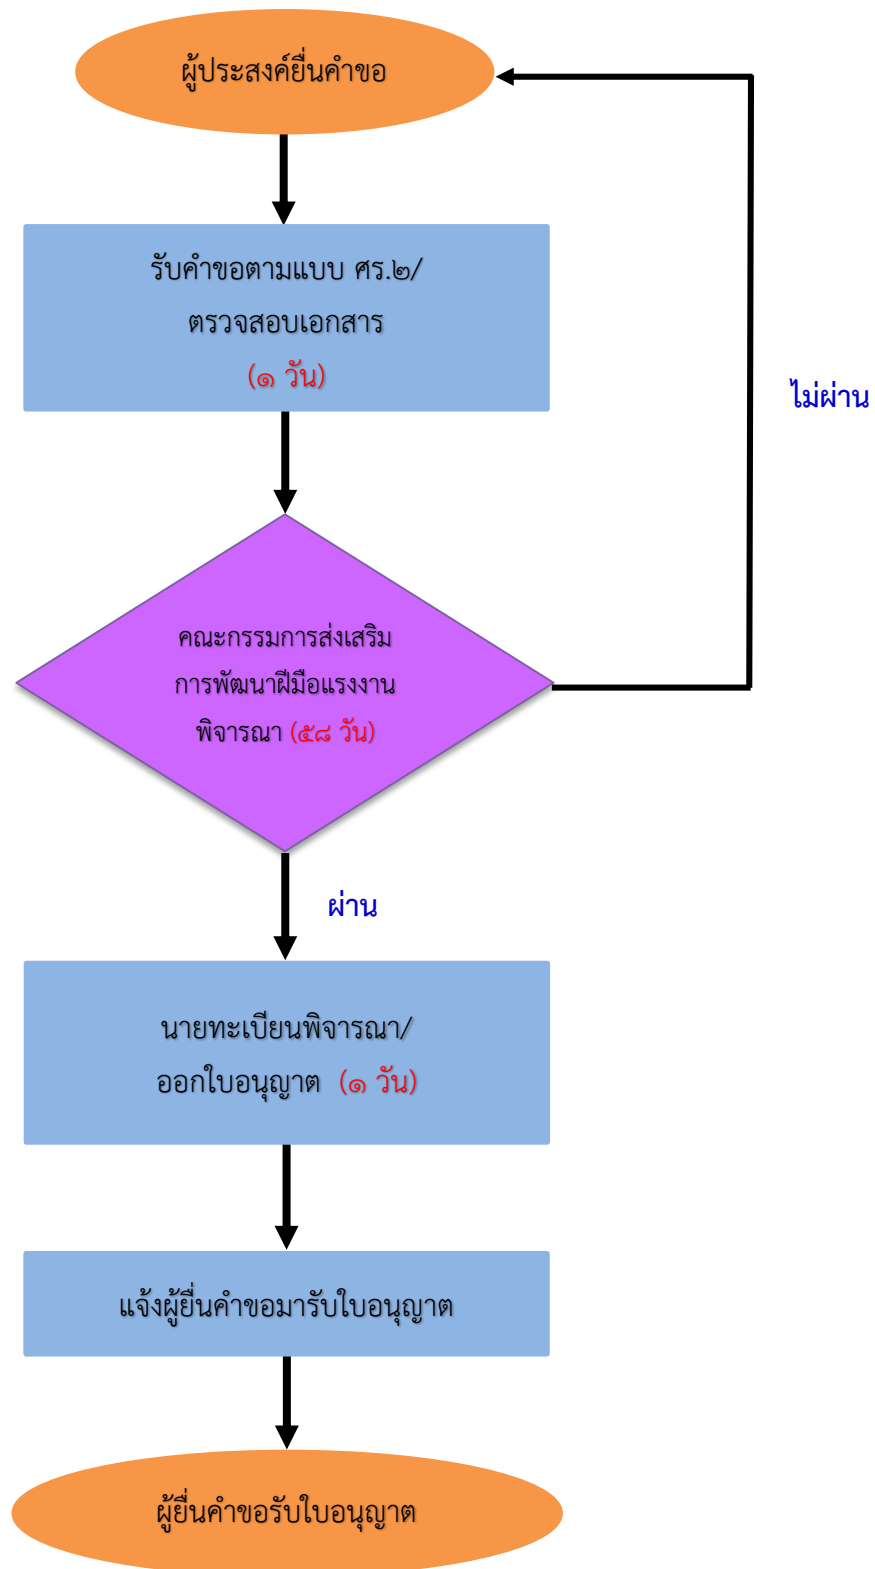 ผู้ประสงค์ยื่นคำขอ
รับคำขอตามแบบ ศร.๒/
ตรวจสอบเอกสาร
(๑ วัน)
ไม่ผ่าน
คณะกรรมการส่งเสริม
การพัฒนาฝีมือแรงงาน
พิจารณา (๕๘ วัน)
ผ่าน
นายทะเบียนพิจารณา/
ออกใบอนุญาต (๑ วัน)
แจ้งผู้ยื่นคำขอมารับใบอนุญาต
ผู้ยื่นคำขอรับใบอนุญาต